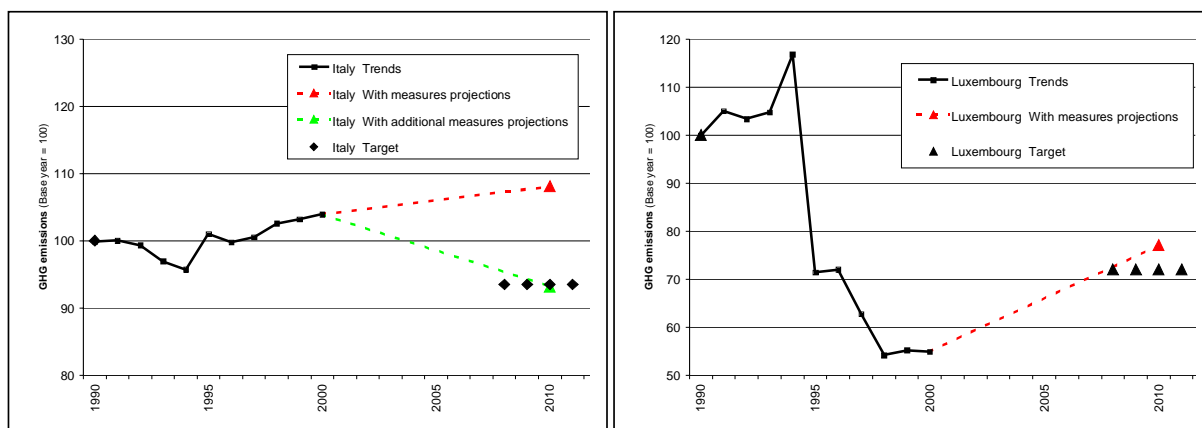 GHG emissions (Base year = 100)
130
120
110
100
90
80
1990
1995
2000
2005
2010
Italy Trends
Italy With measures projections
Italy With additional measures projections
Italy Target
GHG emissions (Base year = 100)
120
110
100
90
80
70
60
50
1990
1995
2000
2005
2010
Luxembourg Trends
Luxembourg With measures projections
Luxembourg Target